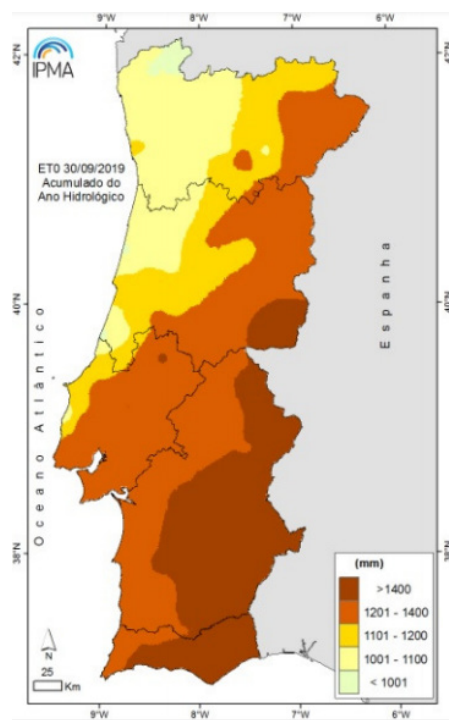 9°W 8°W 7°W 6°W
42°N
42°N
IPMA
ET0 30/09/2019
Acumulado do
Ano Hidrológico
Espanha
40°N
40°N
Oceano Atlântico
38°N
38°N
(mm)
>1400
1201 - 1400
1101 - 1200
1001 - 1100
< 1001
N
25
Km
9°W 8°W 7°W 6°W